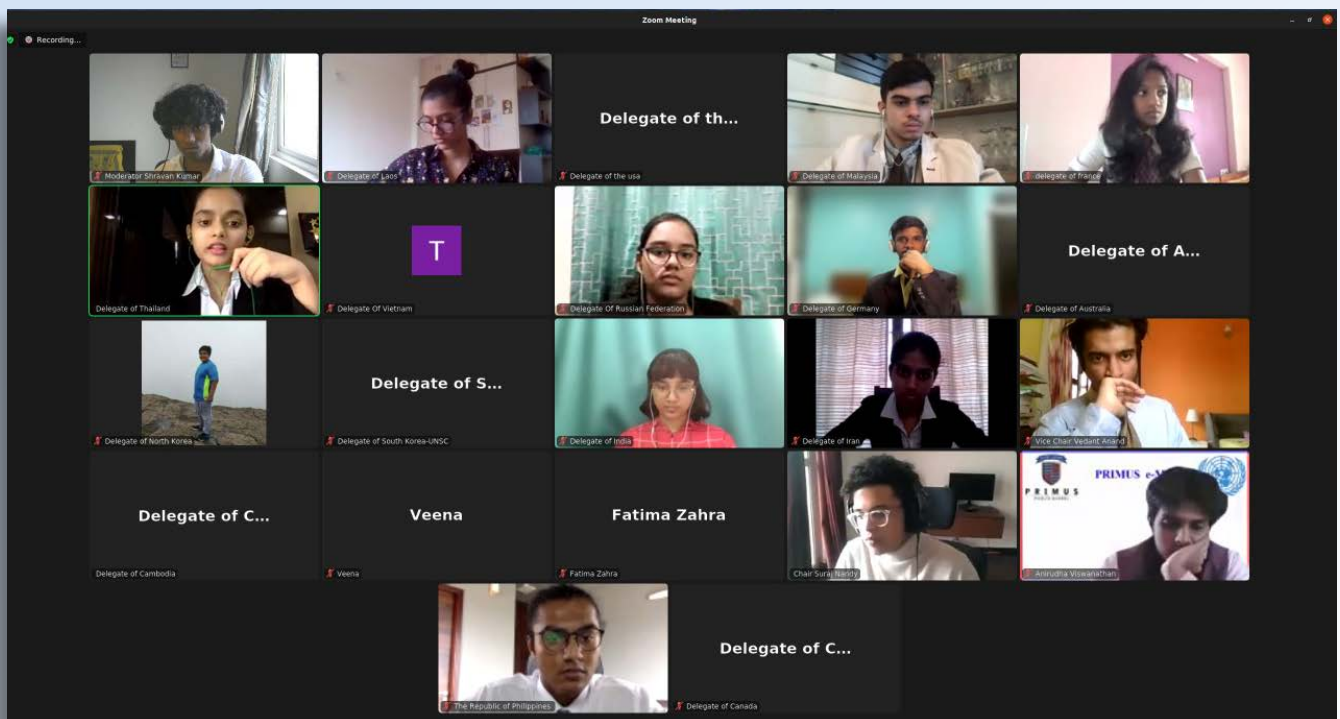 Zoom Meeting
Recording...
Moderator Shravan Kumar
Delegate of Laos
Delegate of th...
Delegate of the usa
Delegate of Malaysia
delegate of france
Delegate of Thailand
T
Delegate Of Vietnam
Delegate Of Russian Federation
Delegate of Germany
Delegate of A...
Delegate of Australia
Delegate of North Korea
Delegate of S...
Delegate of South Korea-UNSC
Delegate of India
Delegate of Iran
Vice Chair Vedant Anand
Delegate of C...
Delegate of Cambodia
Veena
Veena
Fatima Zahra
Fatima Zahra
Chair Suraj Nandy
PRIMUS
PRIMUS e-
Anirudha Viswanathan
The Republic of Philippines
Delegate of C...
Delegate of Canada